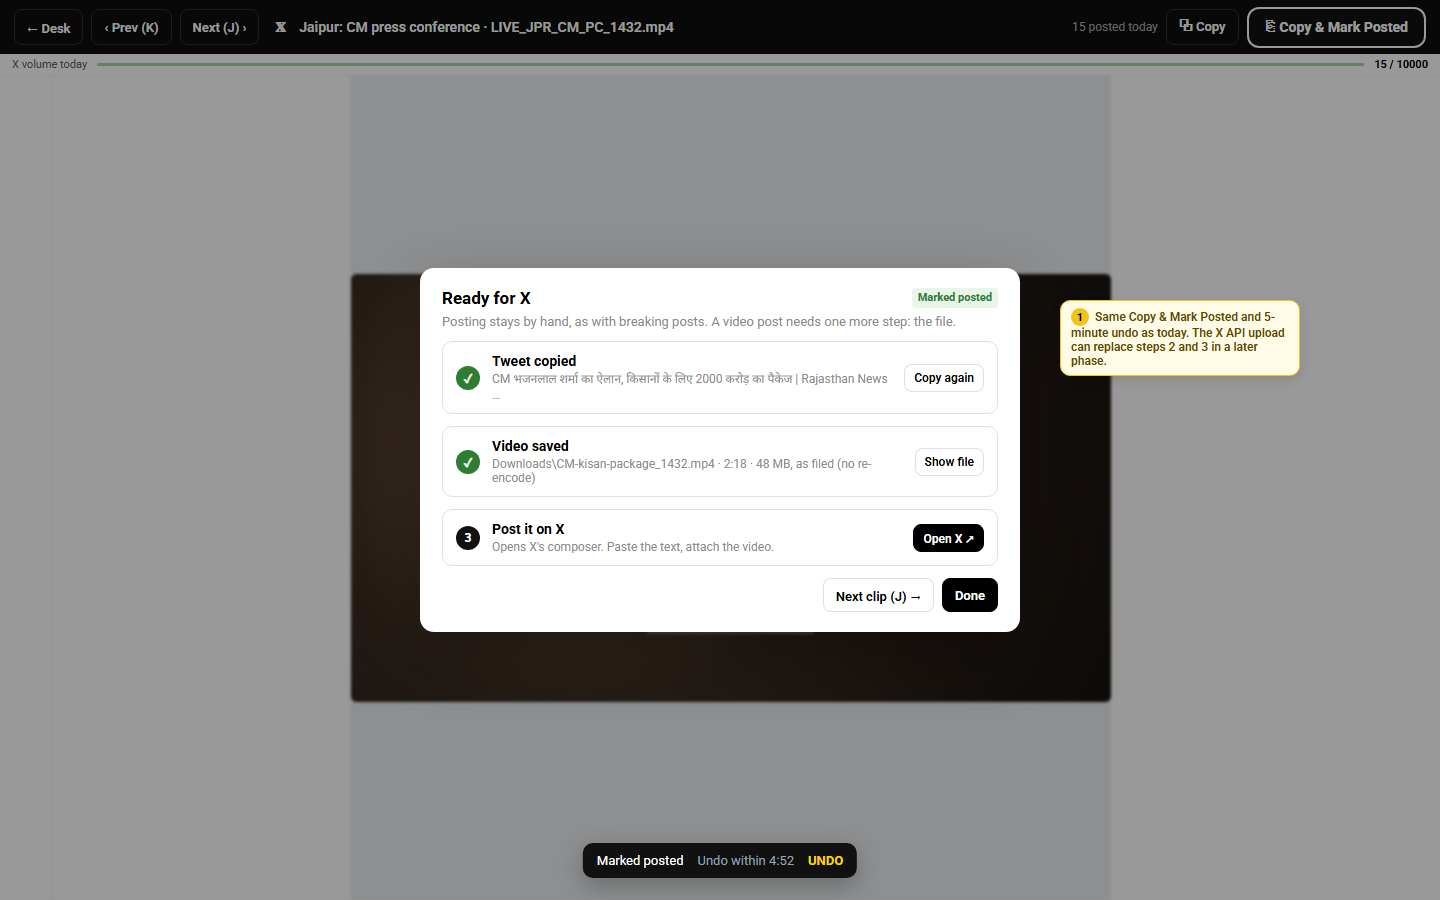 ← Desk
‹ Prev (K)
Next (J) ›
X Jaipur: CM press conference · LIVE_JPR_CM_PC_1432.mp4
15 posted today
Copy
Copy & Mark Posted
X volume today
15 / 10000
Ready for X
Marked posted
Posting stays by hand, as with breaking posts. A video post needs one more step: the file.
Tweet copied
CM भजनलाल शर्मा का ऐलान, किसानों के लिए 2000 करोड़ का पैकेज | Rajasthan News
…
Copy again
Video saved
Downloads\CM-kisan-package_1432.mp4 · 2:18 · 48 MB, as filed (no re-
encode)
Show file
3
Post it on X
Opens X's composer. Paste the text, attach the video.
Open X ↗
Next clip (J) →
Done
1 Same Copy & Mark Posted and 5-
minute undo as today. The X API upload
can replace steps 2 and 3 in a later
phase.
Marked posted Undo within 4:52 UNDO